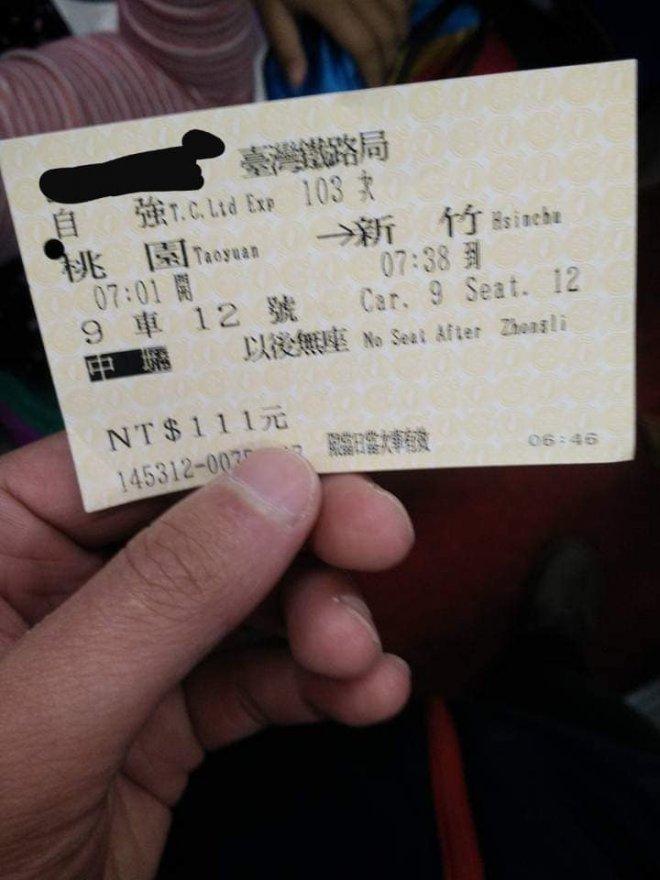 臺灣鐵路局
自 強 T.C.Ltd Exp 103 次
桃 園 Taoyuan →新 竹 Hsinchu
07:01 開 07:38 到
9 車 12 號 Car. 9 Seat. 12
中壢 以後無座 No Seat After Zhongli
NT$111元
145312-007 限當日當次車有效 06:46